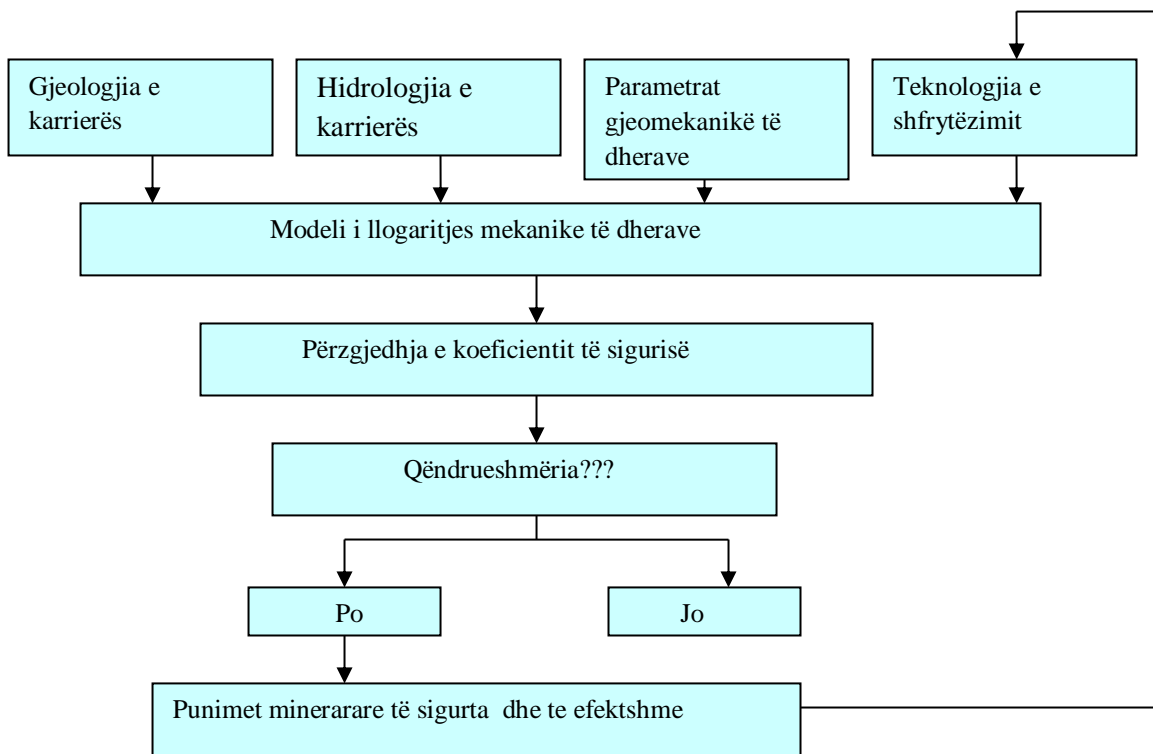 Gjeologjia e
karrierës
Hidrologjia e
karrierës
Parametrat
gjeomekanikë të
dherave
Teknologjia e
shfrytëzimit
Modeli i llogaritjes mekanike të dherave
Përzgjedhja e koeficientit të sigurisë
Qëndrueshmëria???
Po
Jo
Punimet minerarare të sigurta dhe te efektshme